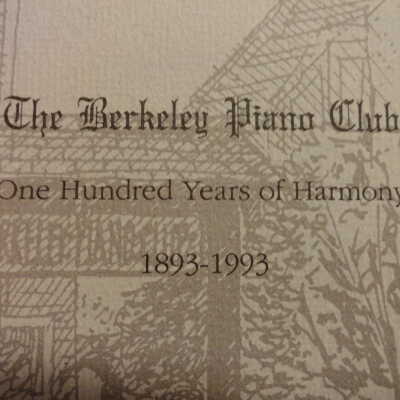 The Berkeley Piano Club
One Hundred Years of Harmony
1893-1993